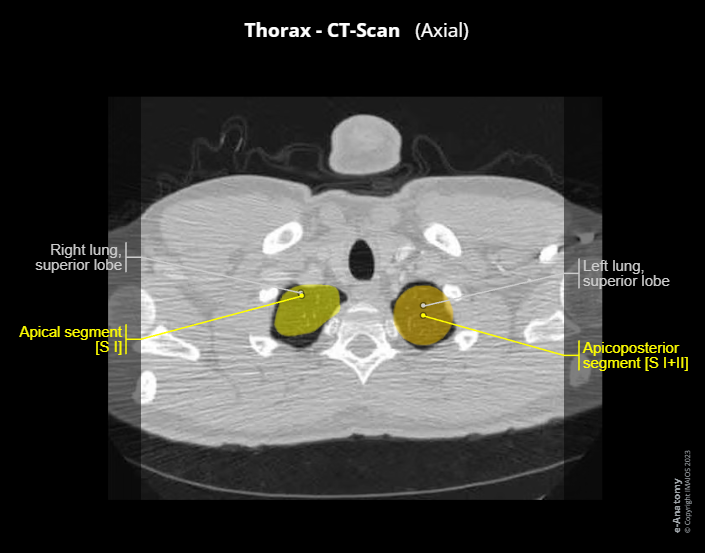 Thorax - CT-Scan (Axial)
Right lung,
superior lobe
Left lung,
superior lobe
Apical segment
[S I]
Apicoposterior
segment [S I+II]
e-Anatomy
© Copyright IMAIOS 2023